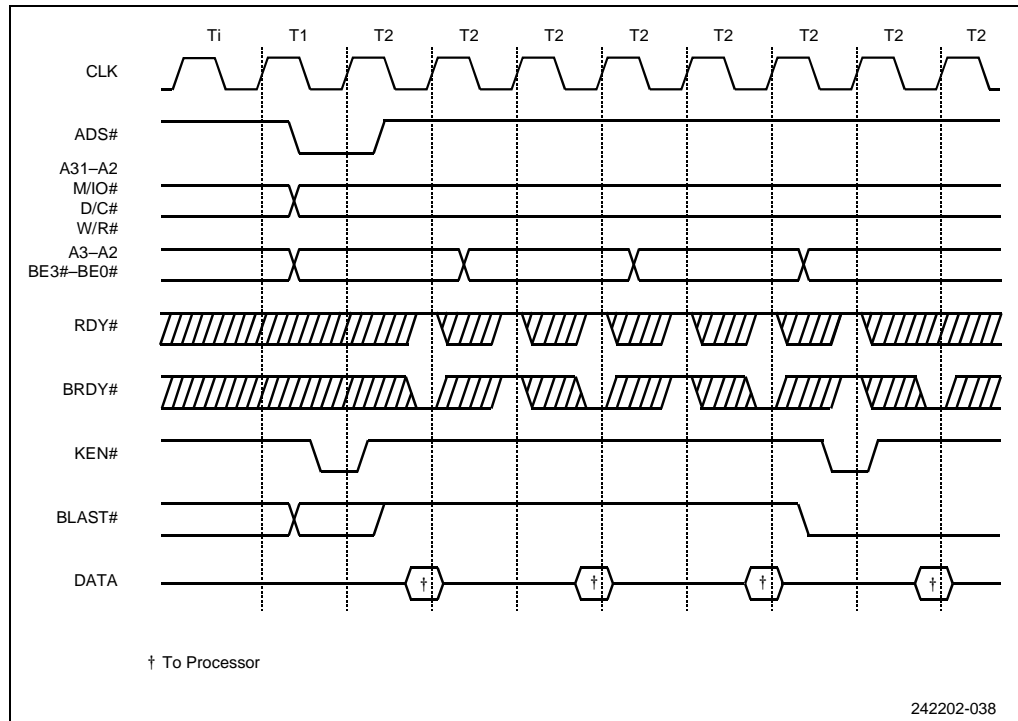 Ti T1 T2 T2 T2 T2 T2 T2 T2 T2
CLK
ADS#
A31–A2
M/IO#
D/C#
W/R#
A3–A2
BE3#–BE0#
RDY#
BRDY#
KEN#
BLAST#
DATA
† † † †
† To Processor
242202-038